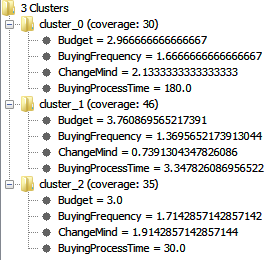 3 Clusters
cluster_0 (coverage: 30)
Budget = 2.966666666666667
BuyingFrequency = 1.6666666666666667
ChangeMind = 2.1333333333333333
BuyingProcessTime = 180.0
cluster_1 (coverage: 46)
Budget = 3.760869565217391
BuyingFrequency = 1.3695652173913044
ChangeMind = 0.7391304347826086
BuyingProcessTime = 3.347826086956522
cluster_2 (coverage: 35)
Budget = 3.0
BuyingFrequency = 1.7142857142857142
ChangeMind = 1.9142857142857144
BuyingProcessTime = 30.0